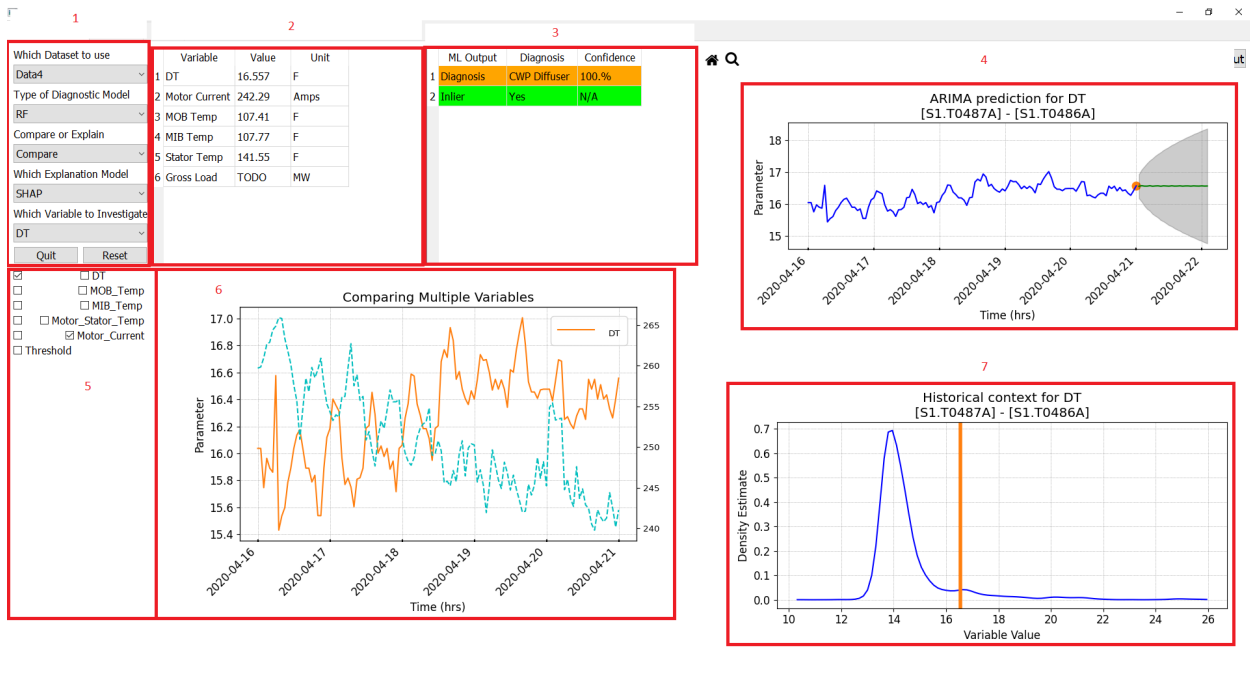 1
2
3
4
ut
Which Dataset to use
Data4
Type of Diagnostic Model
RF
Compare or Explain
Compare
Which Explanation Model
SHAP
Which Variable to Investigate
DT
Quit Reset
Variable Value Unit
1 DT 16.557 F
2 Motor Current 242.29 Amps
3 MOB Temp 107.41 F
4 MIB Temp 107.77 F
5 Stator Temp 141.55 F
6 Gross Load TODO MW
ML Output Diagnosis Confidence
1 Diagnosis CWP Diffuser 100.%
2 Inlier Yes N/A
ARIMA prediction for DT
[S1.T0487A] - [S1.T0486A]
18
17
16
15
Parameter
2020-04-16 2020-04-17 2020-04-18 2020-04-19 2020-04-20 2020-04-21 2020-04-22
Time (hrs)
DT
MOB_Temp
MIB_Temp
Motor_Stator_Temp
Motor_Current
Threshold
5
6
Comparing Multiple Variables
DT
17.0
16.8
16.6
16.4
16.2
16.0
15.8
15.6
15.4
Parameter
265
260
255
250
245
240
2020-04-16 2020-04-17 2020-04-18 2020-04-19 2020-04-20 2020-04-21
Time (hrs)
7
Historical context for DT
[S1.T0487A] - [S1.T0486A]
0.7
0.6
0.5
0.4
0.3
0.2
0.1
0.0
Density Estimate
10 12 14 16 18 20 22 24 26
Variable Value